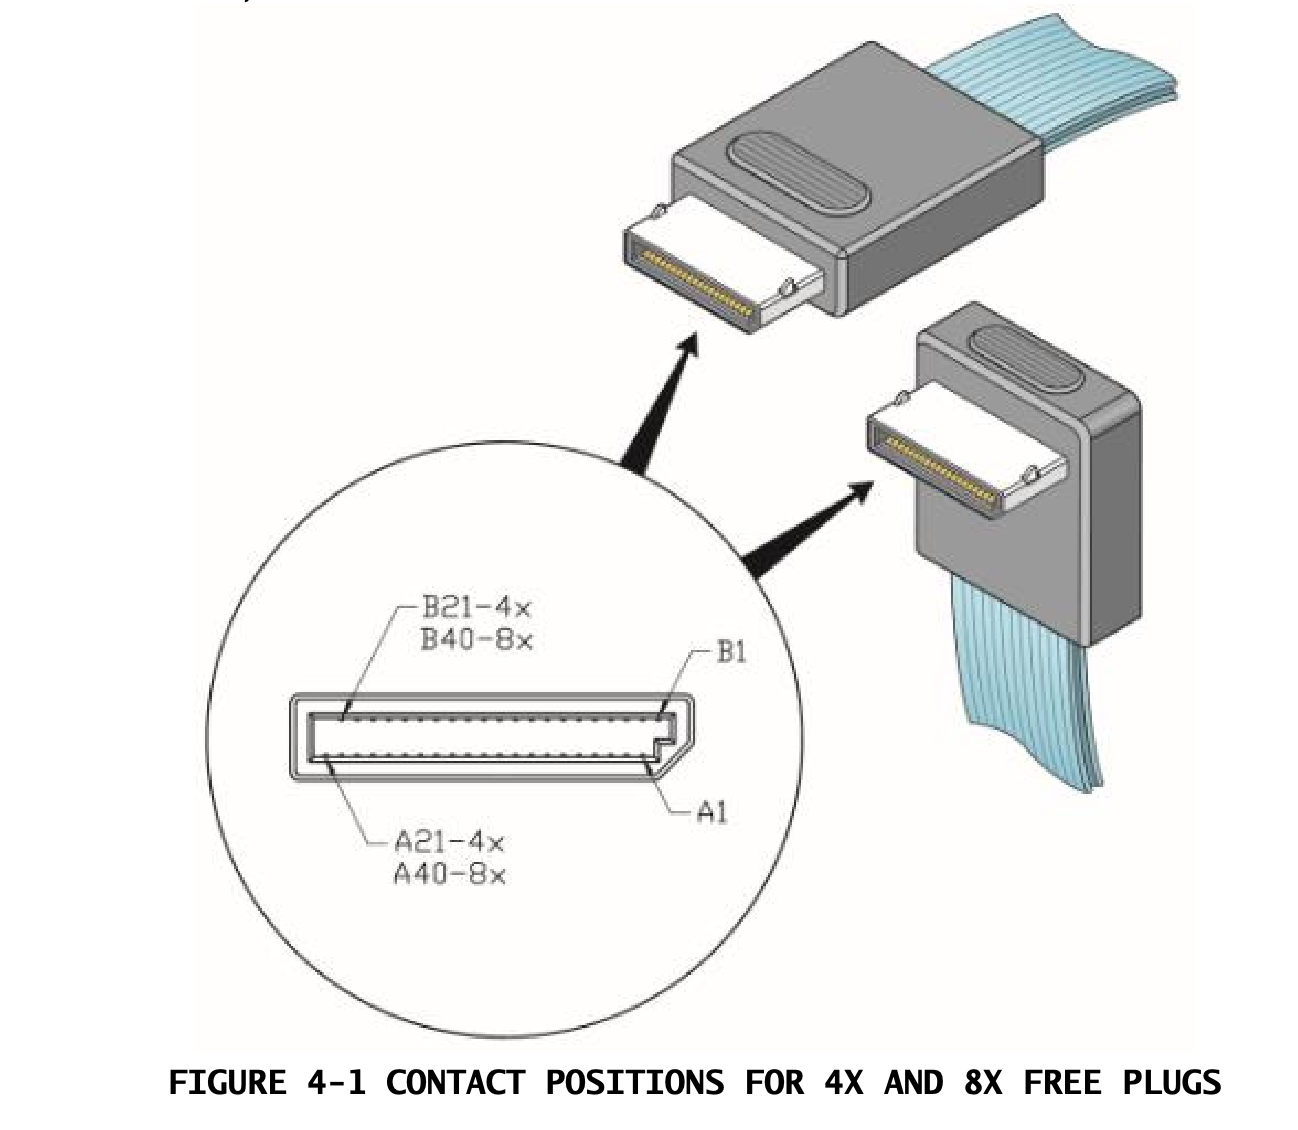 B21-4x
B40-8x
B1
A1
A21-4x
A40-8x
FIGURE 4-1 CONTACT POSITIONS FOR 4X AND 8X FREE PLUGS